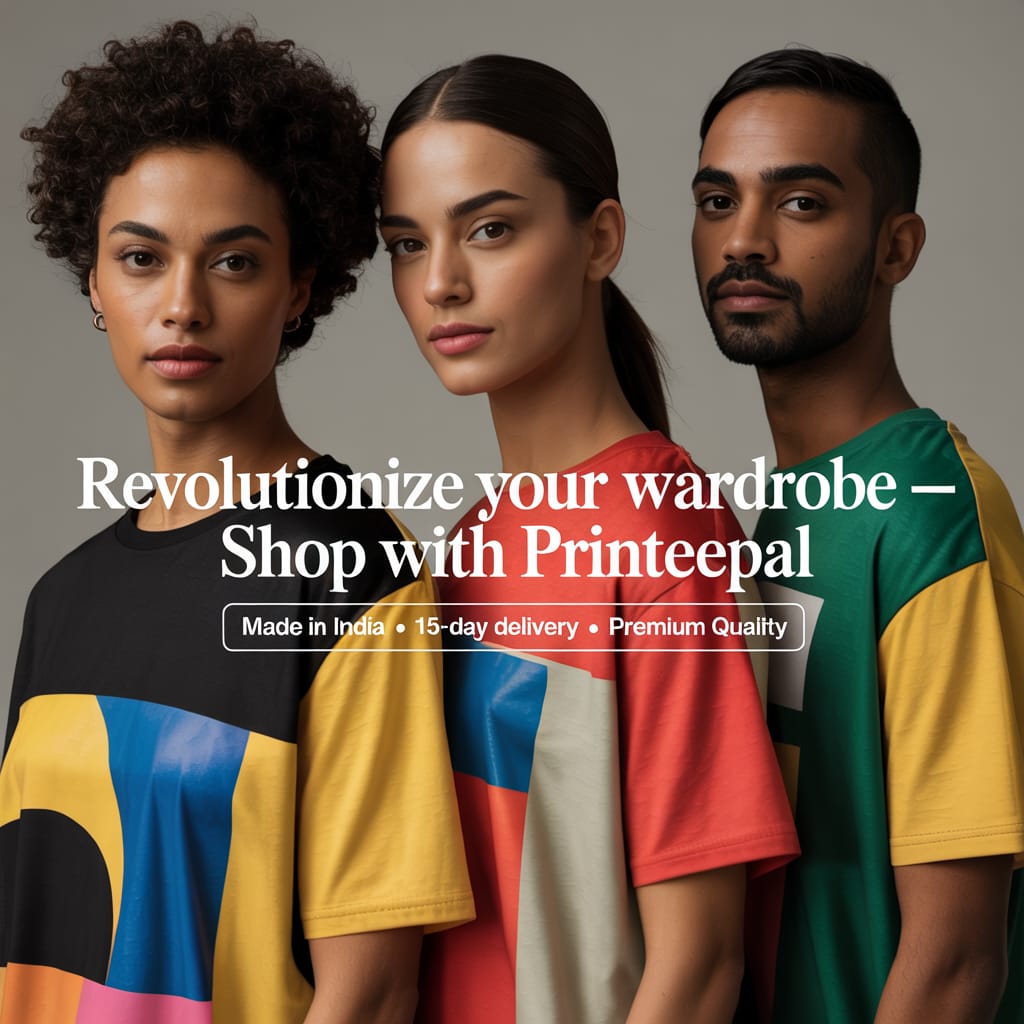 Revolutionize your wardrobe —
Shop with Printeepal
Made in India • 15-day delivery • Premium Quality